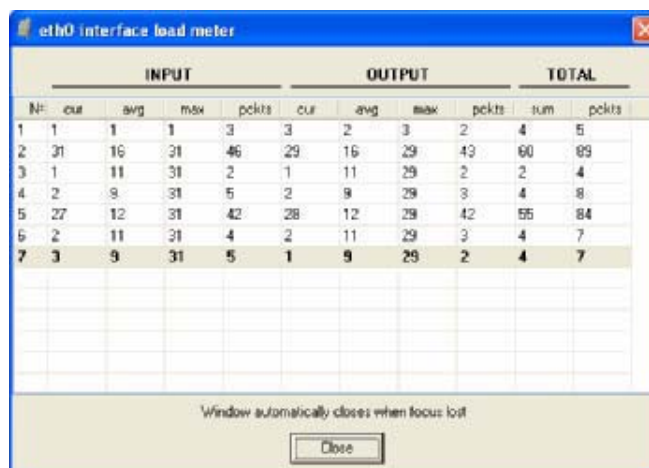 eth0 interface load meter
INPUT OUTPUT TOTAL
N: cur avg max pckts cur avg max pckts sum pckts
1 1 1 1 3 3 2 3 2 4 5
2 31 16 31 46 29 16 29 43 60 89
3 1 11 31 2 1 11 29 2 2 4
4 2 9 31 5 2 9 29 3 4 8
5 27 12 31 42 28 12 29 42 55 84
6 2 11 31 4 2 11 29 3 4 7
7 3 9 31 5 1 9 29 2 4 7
Window automatically closes when focus lost
Close